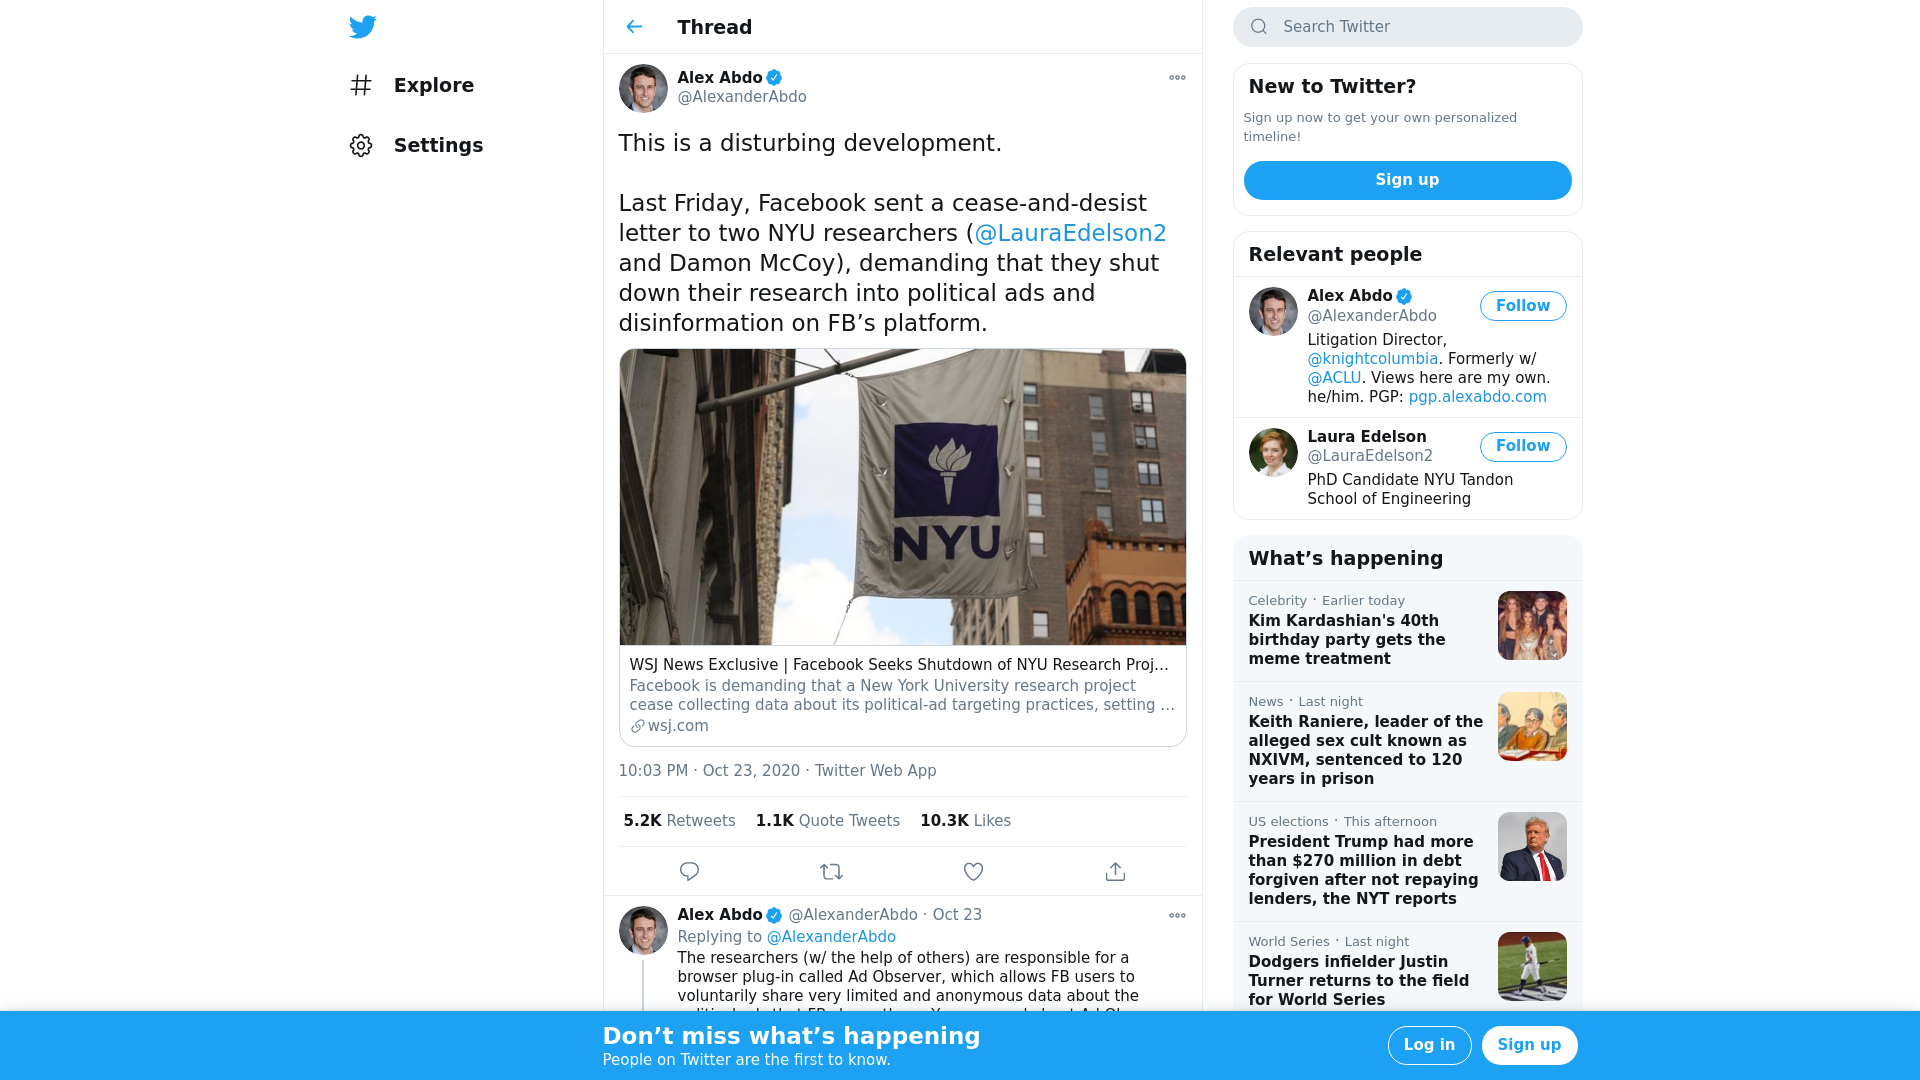 Explore
Settings
Thread
Alex Abdo
@AlexanderAbdo
This is a disturbing development.
Last Friday, Facebook sent a cease-and-desist
letter to two NYU researchers (@LauraEdelson2
and Damon McCoy), demanding that they shut
down their research into political ads and
disinformation on FB’s platform.
NYU
WSJ News Exclusive | Facebook Seeks Shutdown of NYU Research Proj…
Facebook is demanding that a New York University research project
cease collecting data about its political-ad targeting practices, setting …
wsj.com
10:03 PM · Oct 23, 2020 · Twitter Web App
5.2K Retweets 1.1K Quote Tweets 10.3K Likes
Alex Abdo @AlexanderAbdo · Oct 23
Replying to @AlexanderAbdo
The researchers (w/ the help of others) are responsible for a
browser plug-in called Ad Observer, which allows FB users to
voluntarily share very limited and anonymous data about the
Search Twitter
New to Twitter?
Sign up now to get your own personalized
timeline!
Sign up
Relevant people
Alex Abdo
@AlexanderAbdo
Follow
Litigation Director,
@knightcolumbia. Formerly w/
@ACLU. Views here are my own.
he/him. PGP: pgp.alexabdo.com
Laura Edelson
@LauraEdelson2
Follow
PhD Candidate NYU Tandon
School of Engineering
What’s happening
Celebrity · Earlier today
Kim Kardashian's 40th
birthday party gets the
meme treatment
News · Last night
Keith Raniere, leader of the
alleged sex cult known as
NXIVM, sentenced to 120
years in prison
US elections · This afternoon
President Trump had more
than $270 million in debt
forgiven after not repaying
lenders, the NYT reports
World Series · Last night
Dodgers infielder Justin
Turner returns to the field
for World Series
Don’t miss what’s happening
People on Twitter are the first to know.
Log in
Sign up